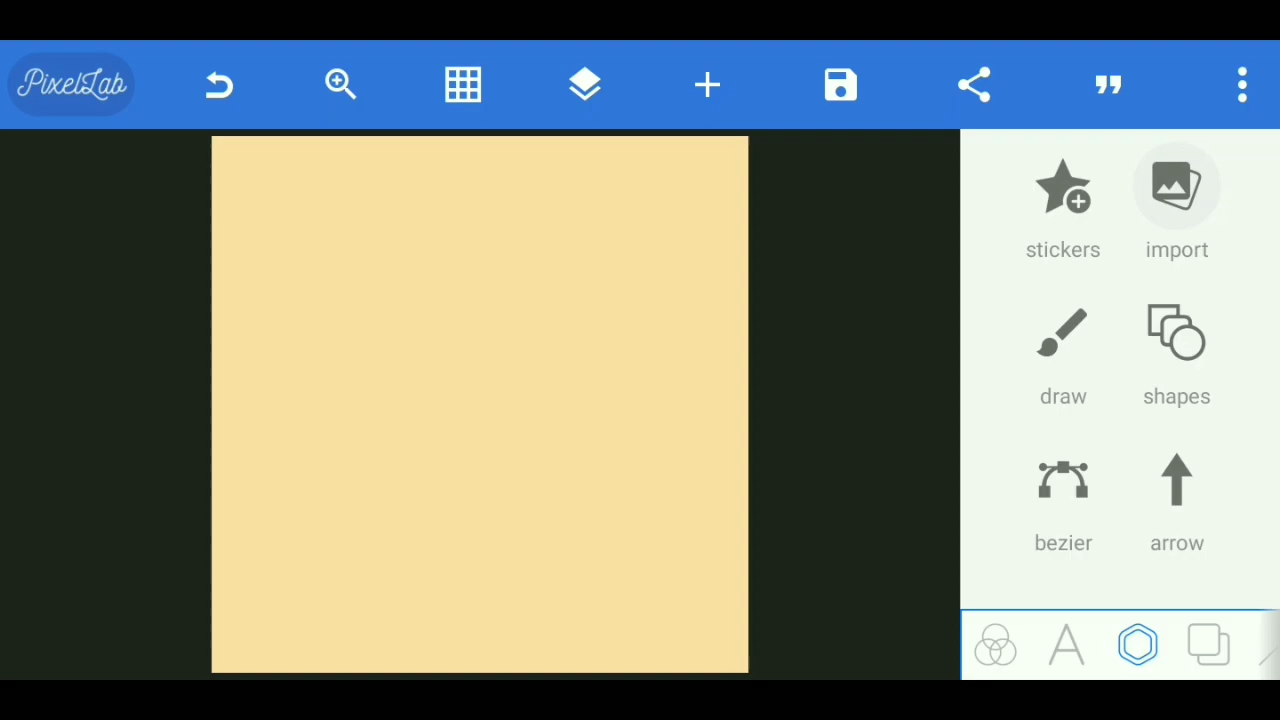 PixelLab
stickers
import
draw
shapes
bezier
arrow